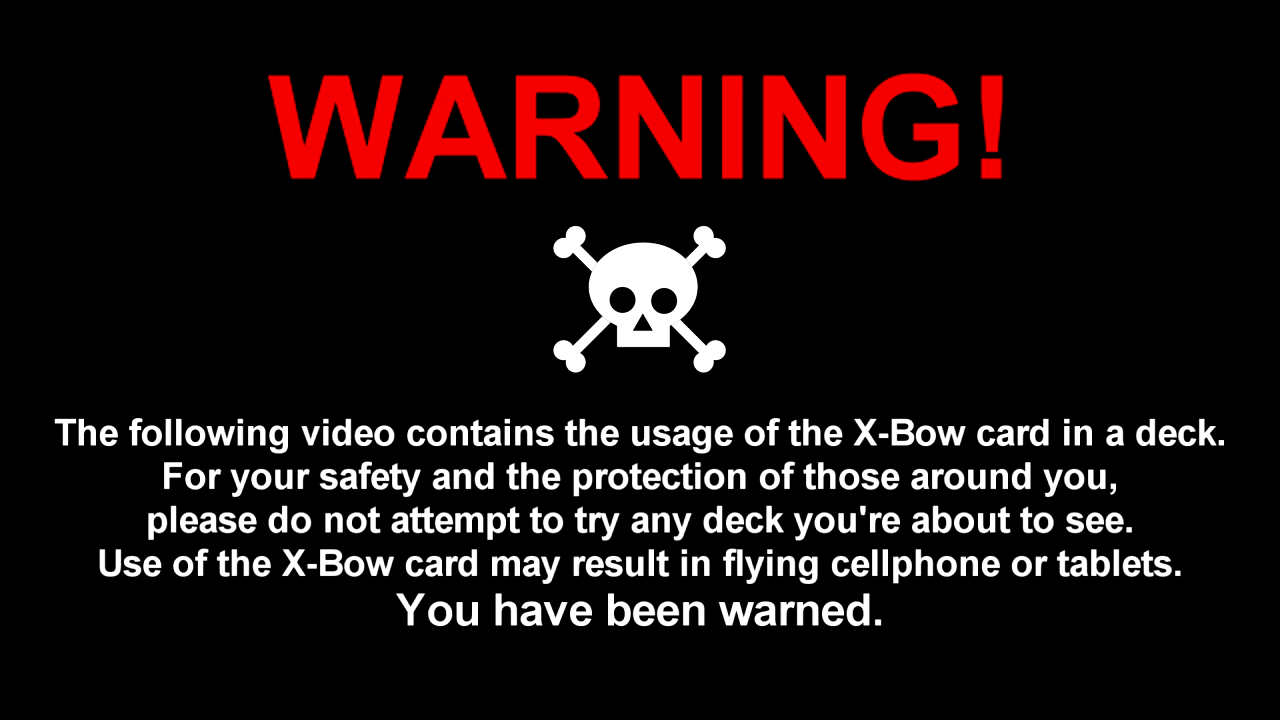 WARNING!
The following video contains the usage of the X-Bow card in a deck.
For your safety and the protection of those around you,
please do not attempt to try any deck you're about to see.
Use of the X-Bow card may result in flying cellphone or tablets.
You have been warned.